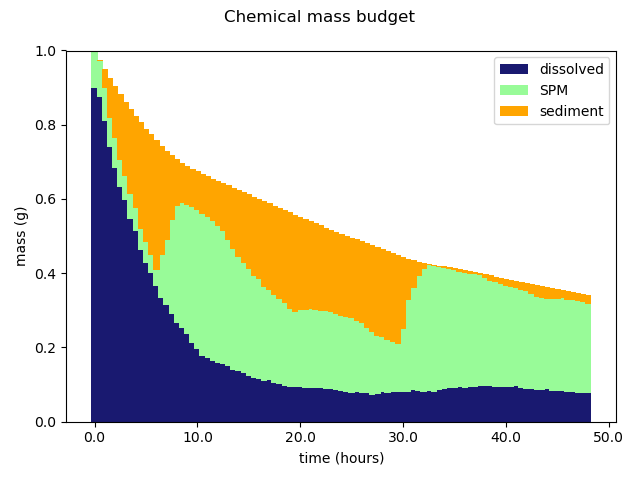 Chemical mass budget
1.0
0.8
0.6
0.4
0.2
0.0
mass (g)
dissolved
SPM
sediment
0.0 10.0 20.0 30.0 40.0 50.0
time (hours)